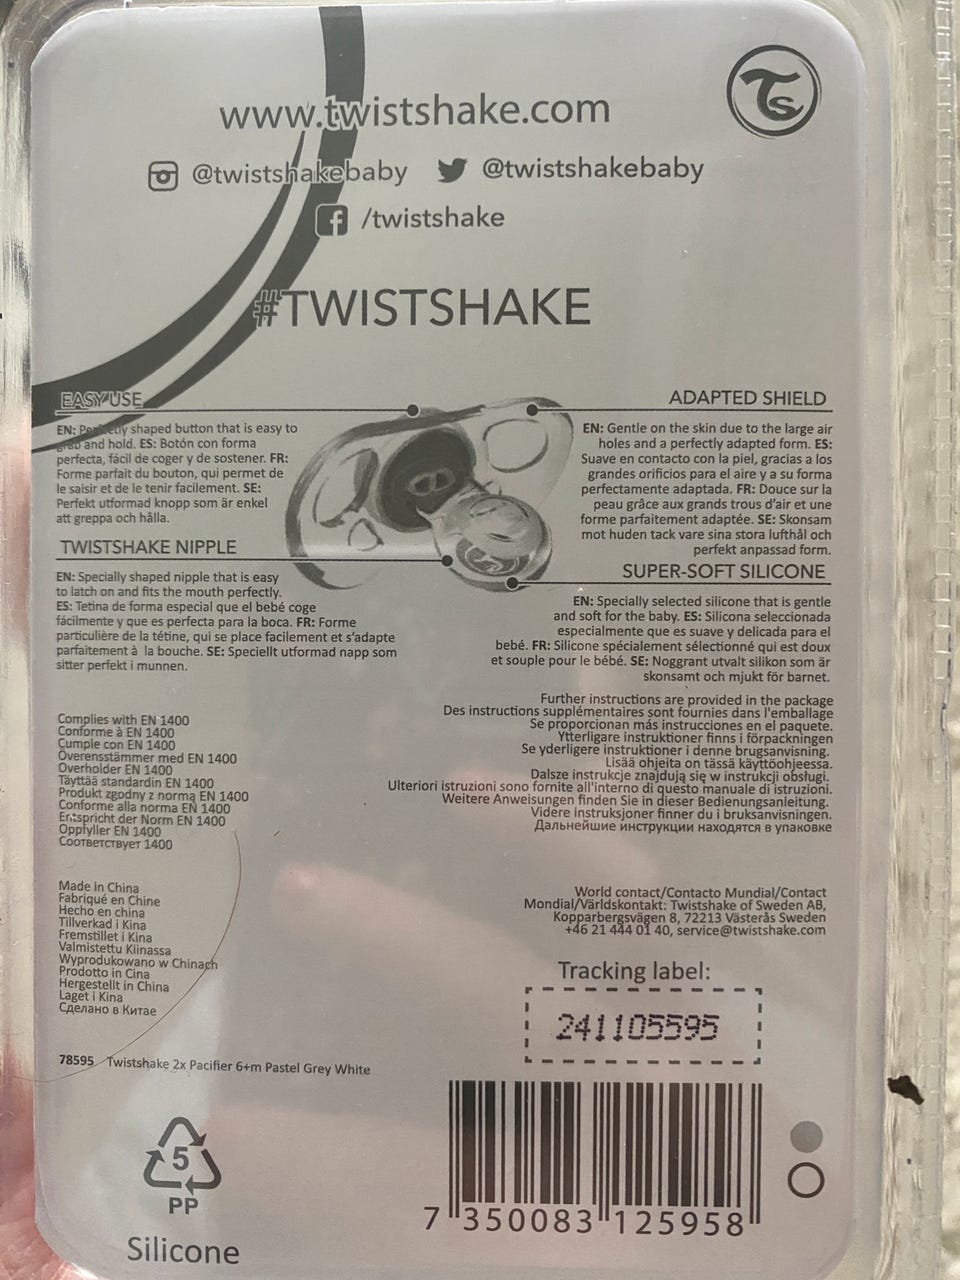 TS
www.twistshake.com
@twistshakebaby @twistshakebaby
/twistshake
#TWISTSHAKE
EASY USE
EN: Perfectly shaped button that is easy to
grab and hold. ES: Botón con forma
perfecta, fácil de coger y de sostener. FR:
Forme parfait du bouton, qui permet de
le saisir et de le tenir facilement. SE:
Perfekt utformad knopp som är enkel
att greppa och hålla.
ADAPTED SHIELD
EN: Gentle on the skin due to the large air
holes and a perfectly adapted form. ES:
Suave en contacto con la piel, gracias a los
grandes orificios para el aire y a su forma
perfectamente adaptada. FR: Douce sur la
peau grâce aux grands trous d'air et une
forme parfaitement adaptée. SE: Skonsam
mot huden tack vare sina stora lufthål och
perfekt anpassad form.
TWISTSHAKE NIPPLE
EN: Specially shaped nipple that is easy
to latch on and fits the mouth perfectly.
ES: Tetina de forma especial que el bebé coge
fácilmente y que es perfecta para la boca. FR: Forme
particulière de la tétine, qui se place facilement et s'adapte
parfaitement à la bouche. SE: Speciellt utformad napp som
sitter perfekt i munnen.
SUPER-SOFT SILICONE
EN: Specially selected silicone that is gentle
and soft for the baby. ES: Silicona seleccionada
especialmente que es suave y delicada para el
bebé. FR: Silicone spécialement sélectionné qui est doux
et souple pour le bébé. SE: Noggrant utvalt silikon som är
skonsamt och mjukt för barnet.
Further instructions are provided in the package
Des instructions supplémentaires sont fournies dans l'emballage
Se proporcionan más instrucciones en el paquete.
Ytterligare instruktioner finns i förpackningen
Se yderligere instruktioner i denne brugsanvisning.
Lisää ohjeita on tässä käyttöohjeessa.
Dalsze instrukcje znajdują się w instrukcji obsługi.
Ulteriori istruzioni sono fornite all'interno di questo manuale di istruzioni.
Weitere Anweisungen finden Sie in dieser Bedienungsanleitung.
Videre instruksjoner finner du i bruksanvisningen.
Дальнейшие инструкции находятся в упаковке
Complies with EN 1400
Conforme à EN 1400
Cumple con EN 1400
Överensstämmer med EN 1400
Overholder EN 1400
Täyttää standardin EN 1400
Produkt zgodny z normą EN 1400
Conforme alla norma EN 1400
Entspricht der Norm EN 1400
Oppfyller EN 1400
Соответствует 1400
Made in China
Fabriqué en Chine
Hecho en china
Tillverkad i Kina
Fremstillet i Kina
Valmistettu Kiinassa
Wyprodukowano w Chinach
Prodotto in Cina
Hergestellt in China
Laget i Kina
Сделано в Китае
World contact/Contacto Mundial/Contact
Mondial/Världskontakt: Twistshake of Sweden AB,
Kopparbergsvägen 8, 72213 Västerås Sweden
+46 21 444 01 40, service@twistshake.com
Tracking label:
241105595
78595 Twistshake 2x Pacifier 6+m Pastel Grey White
5
PP
Silicone
7 350083 125958